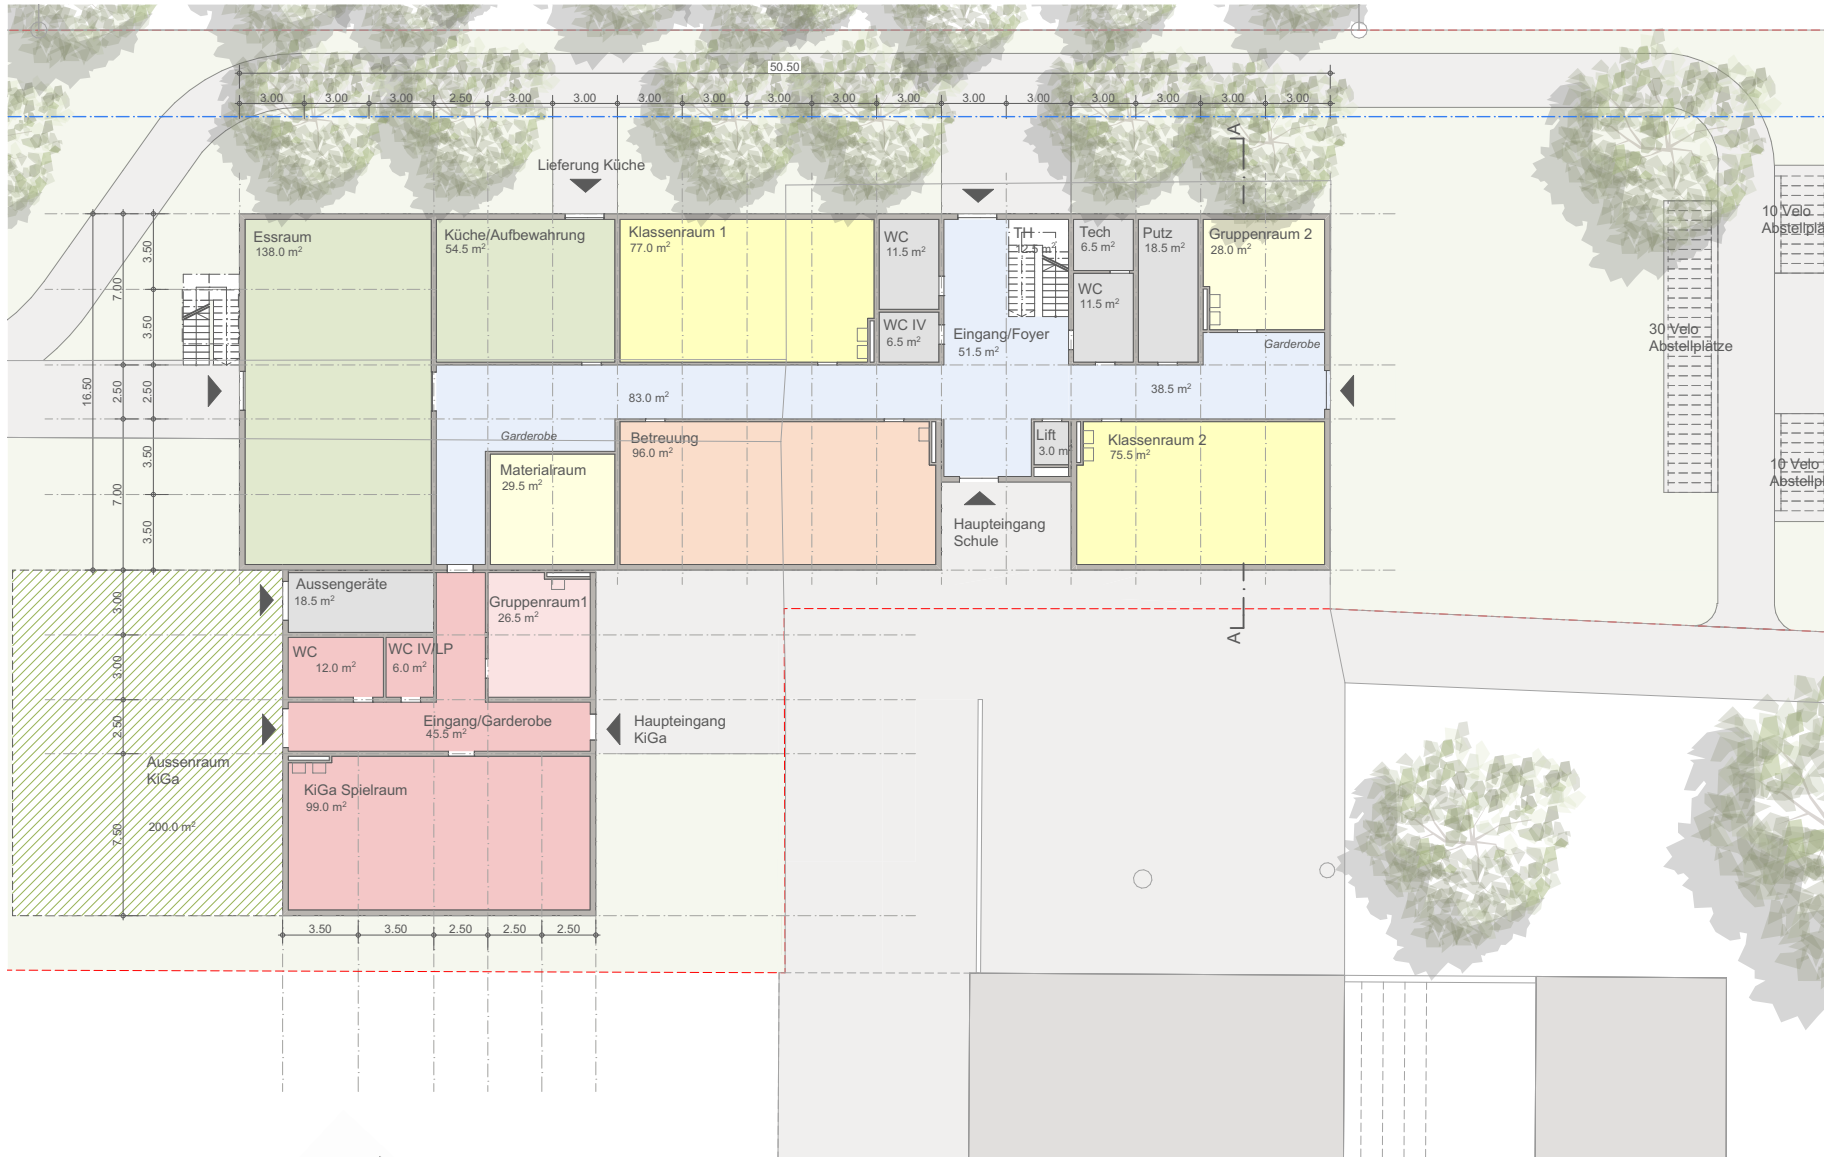 50.50
3.00 3.00 3.00 2.50 3.00 3.00 3.00 3.00 3.00 3.00 3.00 3.00 3.00 3.00 3.00 3.00
A
Lieferung Küche
Essraum
138.0 m²
Küche/Aufbewahrung
54.5 m²
Klassenraum 1
77.0 m²
WC
11.5 m²
TH
Tech
6.5 m²
Putz
18.5 m²
Gruppenraum 2
28.0 m²
10 Velo
WC
11.5 m²
WC IV
6.5 m²
Eingang/Foyer
51.5 m²
Garderobe
30 Velo
Abstellplätze
3.50
7.00
3.50
16.50
2.50
2.50
83.0 m²
38.5 m²
Garderobe
Betreuung
96.0 m²
Lift
3.0 m
Klassenraum 2
75.5 m²
10 Velo
3.50
7.00
3.50
Materialraum
29.5 m²
Haupteingang
Schule
Aussengeräte
18.5 m²
Gruppenraum1
26.5 m²
3.00
A
WC
12.0 m²
WC IV/LP
6.0 m²
3.00
Eingang/Garderobe
45.5 m²
Haupteingang
KiGa
2.50
Aussenraum
KiGa
200.0 m²
KiGa Spielraum
99.0 m²
7.50
3.50 3.50 2.50 2.50 2.50